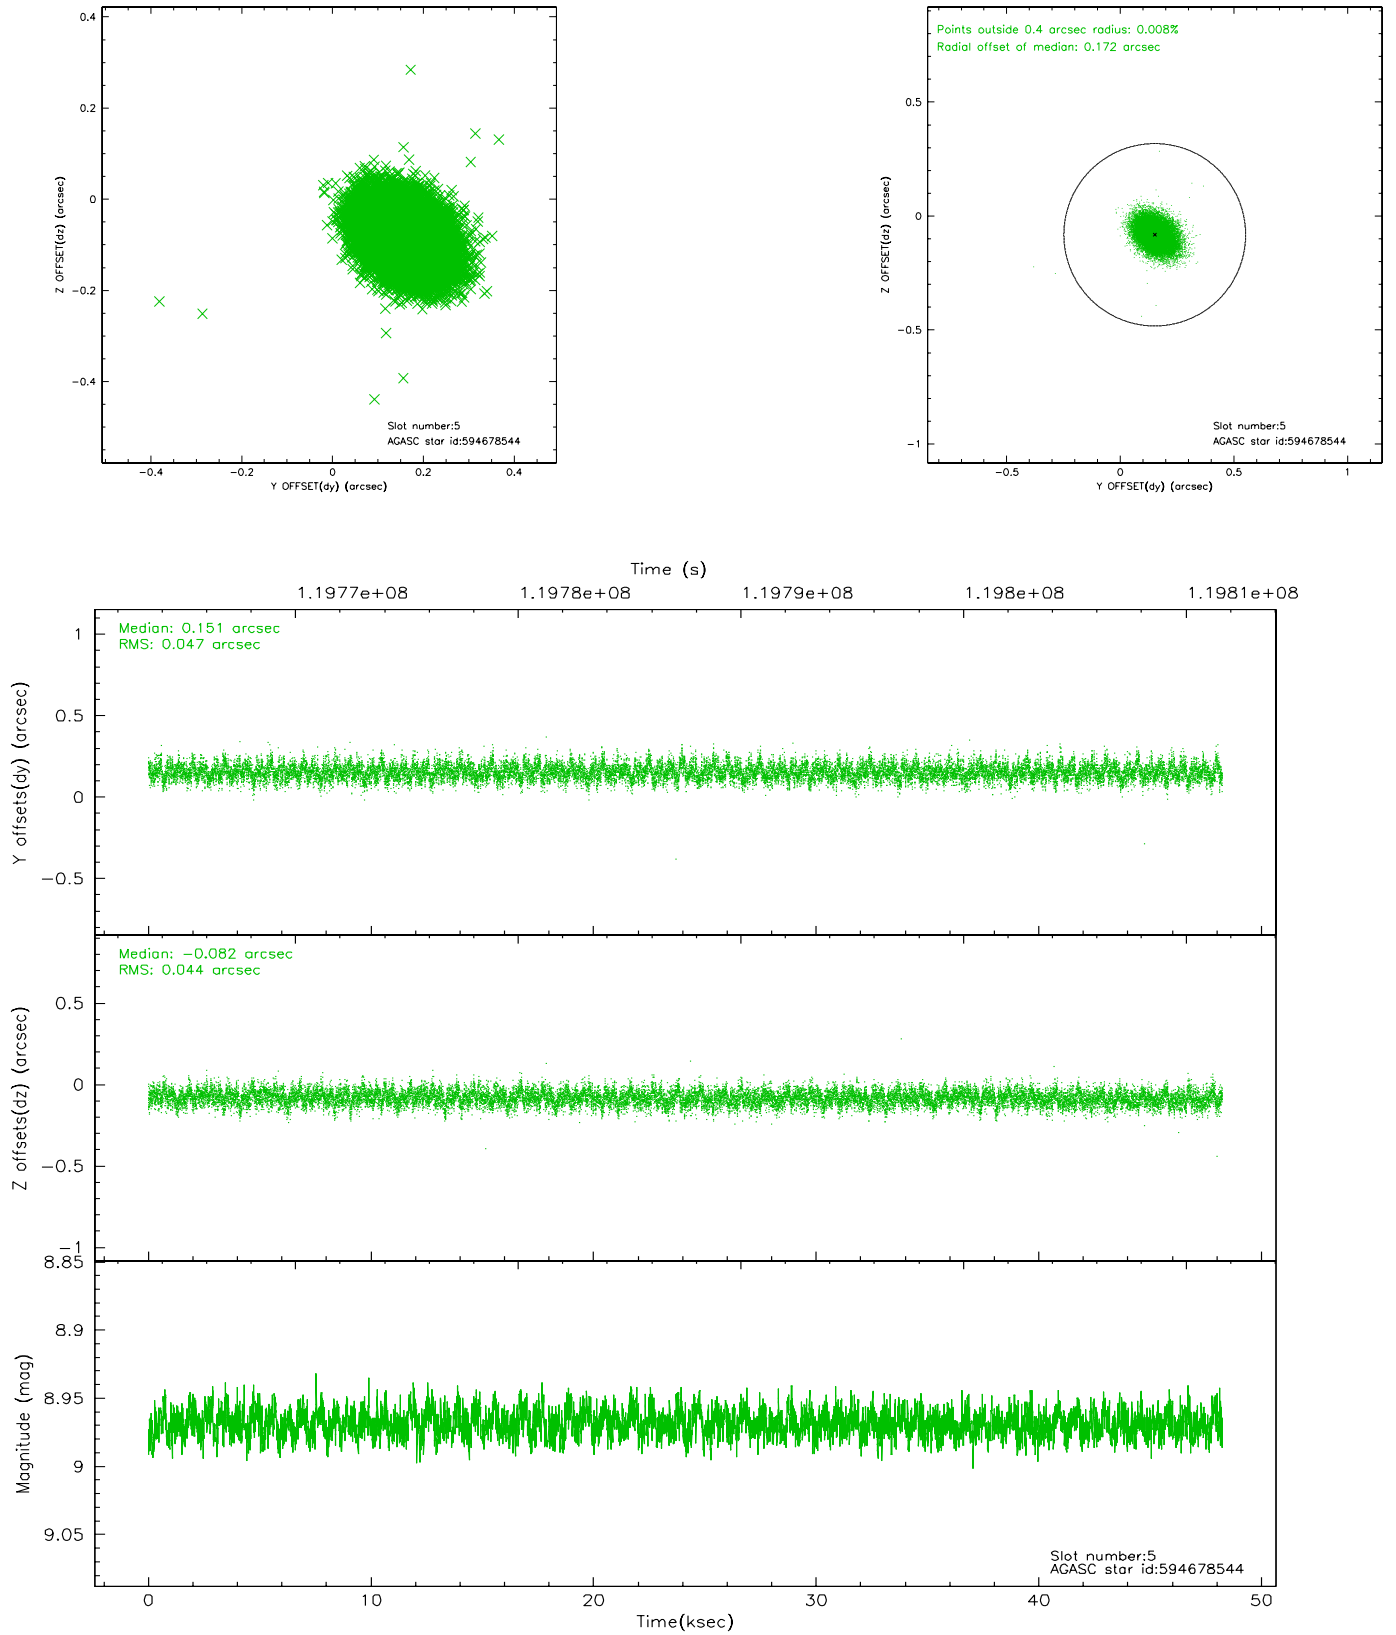 0.4
0.2
0
−0.2
−0.4
Z OFFSET(dz) (arcsec)
−0.4 −0.2 0 0.2 0.4
Y OFFSET(dy) (arcsec)
Slot number:5
AGASC star id:594678544
Points outside 0.4 arcsec radius: 0.008%
Radial offset of median: 0.172 arcsec
0.5
0
−0.5
−1
Z OFFSET(dz) (arcsec)
−0.5 0 0.5 1
Y OFFSET(dy) (arcsec)
Slot number:5
AGASC star id:594678544
Time (s)
1.1977e+08 1.1978e+08 1.1979e+08 1.198e+08 1.1981e+08
Median: 0.151 arcsec
RMS: 0.047 arcsec
1
0.5
0
−0.5
Y offsets(dy) (arcsec)
Median: −0.082 arcsec
RMS: 0.044 arcsec
0.5
0
−0.5
−1
Z offsets(dz) (arcsec)
8.85
8.9
8.95
9
9.05
Magnitude (mag)
Slot number:5
AGASC star id:594678544
0 10 20 30 40 50
Time(ksec)